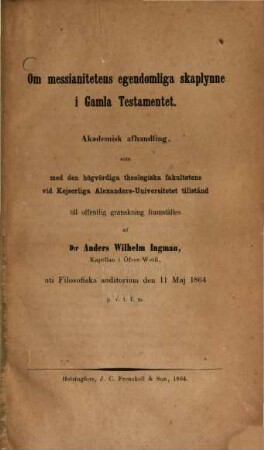 Om messianitetens egendomliga skaplynne
i Gamla Testamentet.
Akademisk afhandling,
som
med den högvördiga theologiska fakultetens
vid Kejserliga Alexanders-Universitetet tillstånd
till offentlig granskning framställes
af
D:r Anders Wilhelm Ingman,
Kapellan i Öfver-Wetil,
uti Filosofiska auditorium den 11 Maj 1864
p. v. t. f. m.
Helsingfors, J. C. Frenckell & Son, 1864.